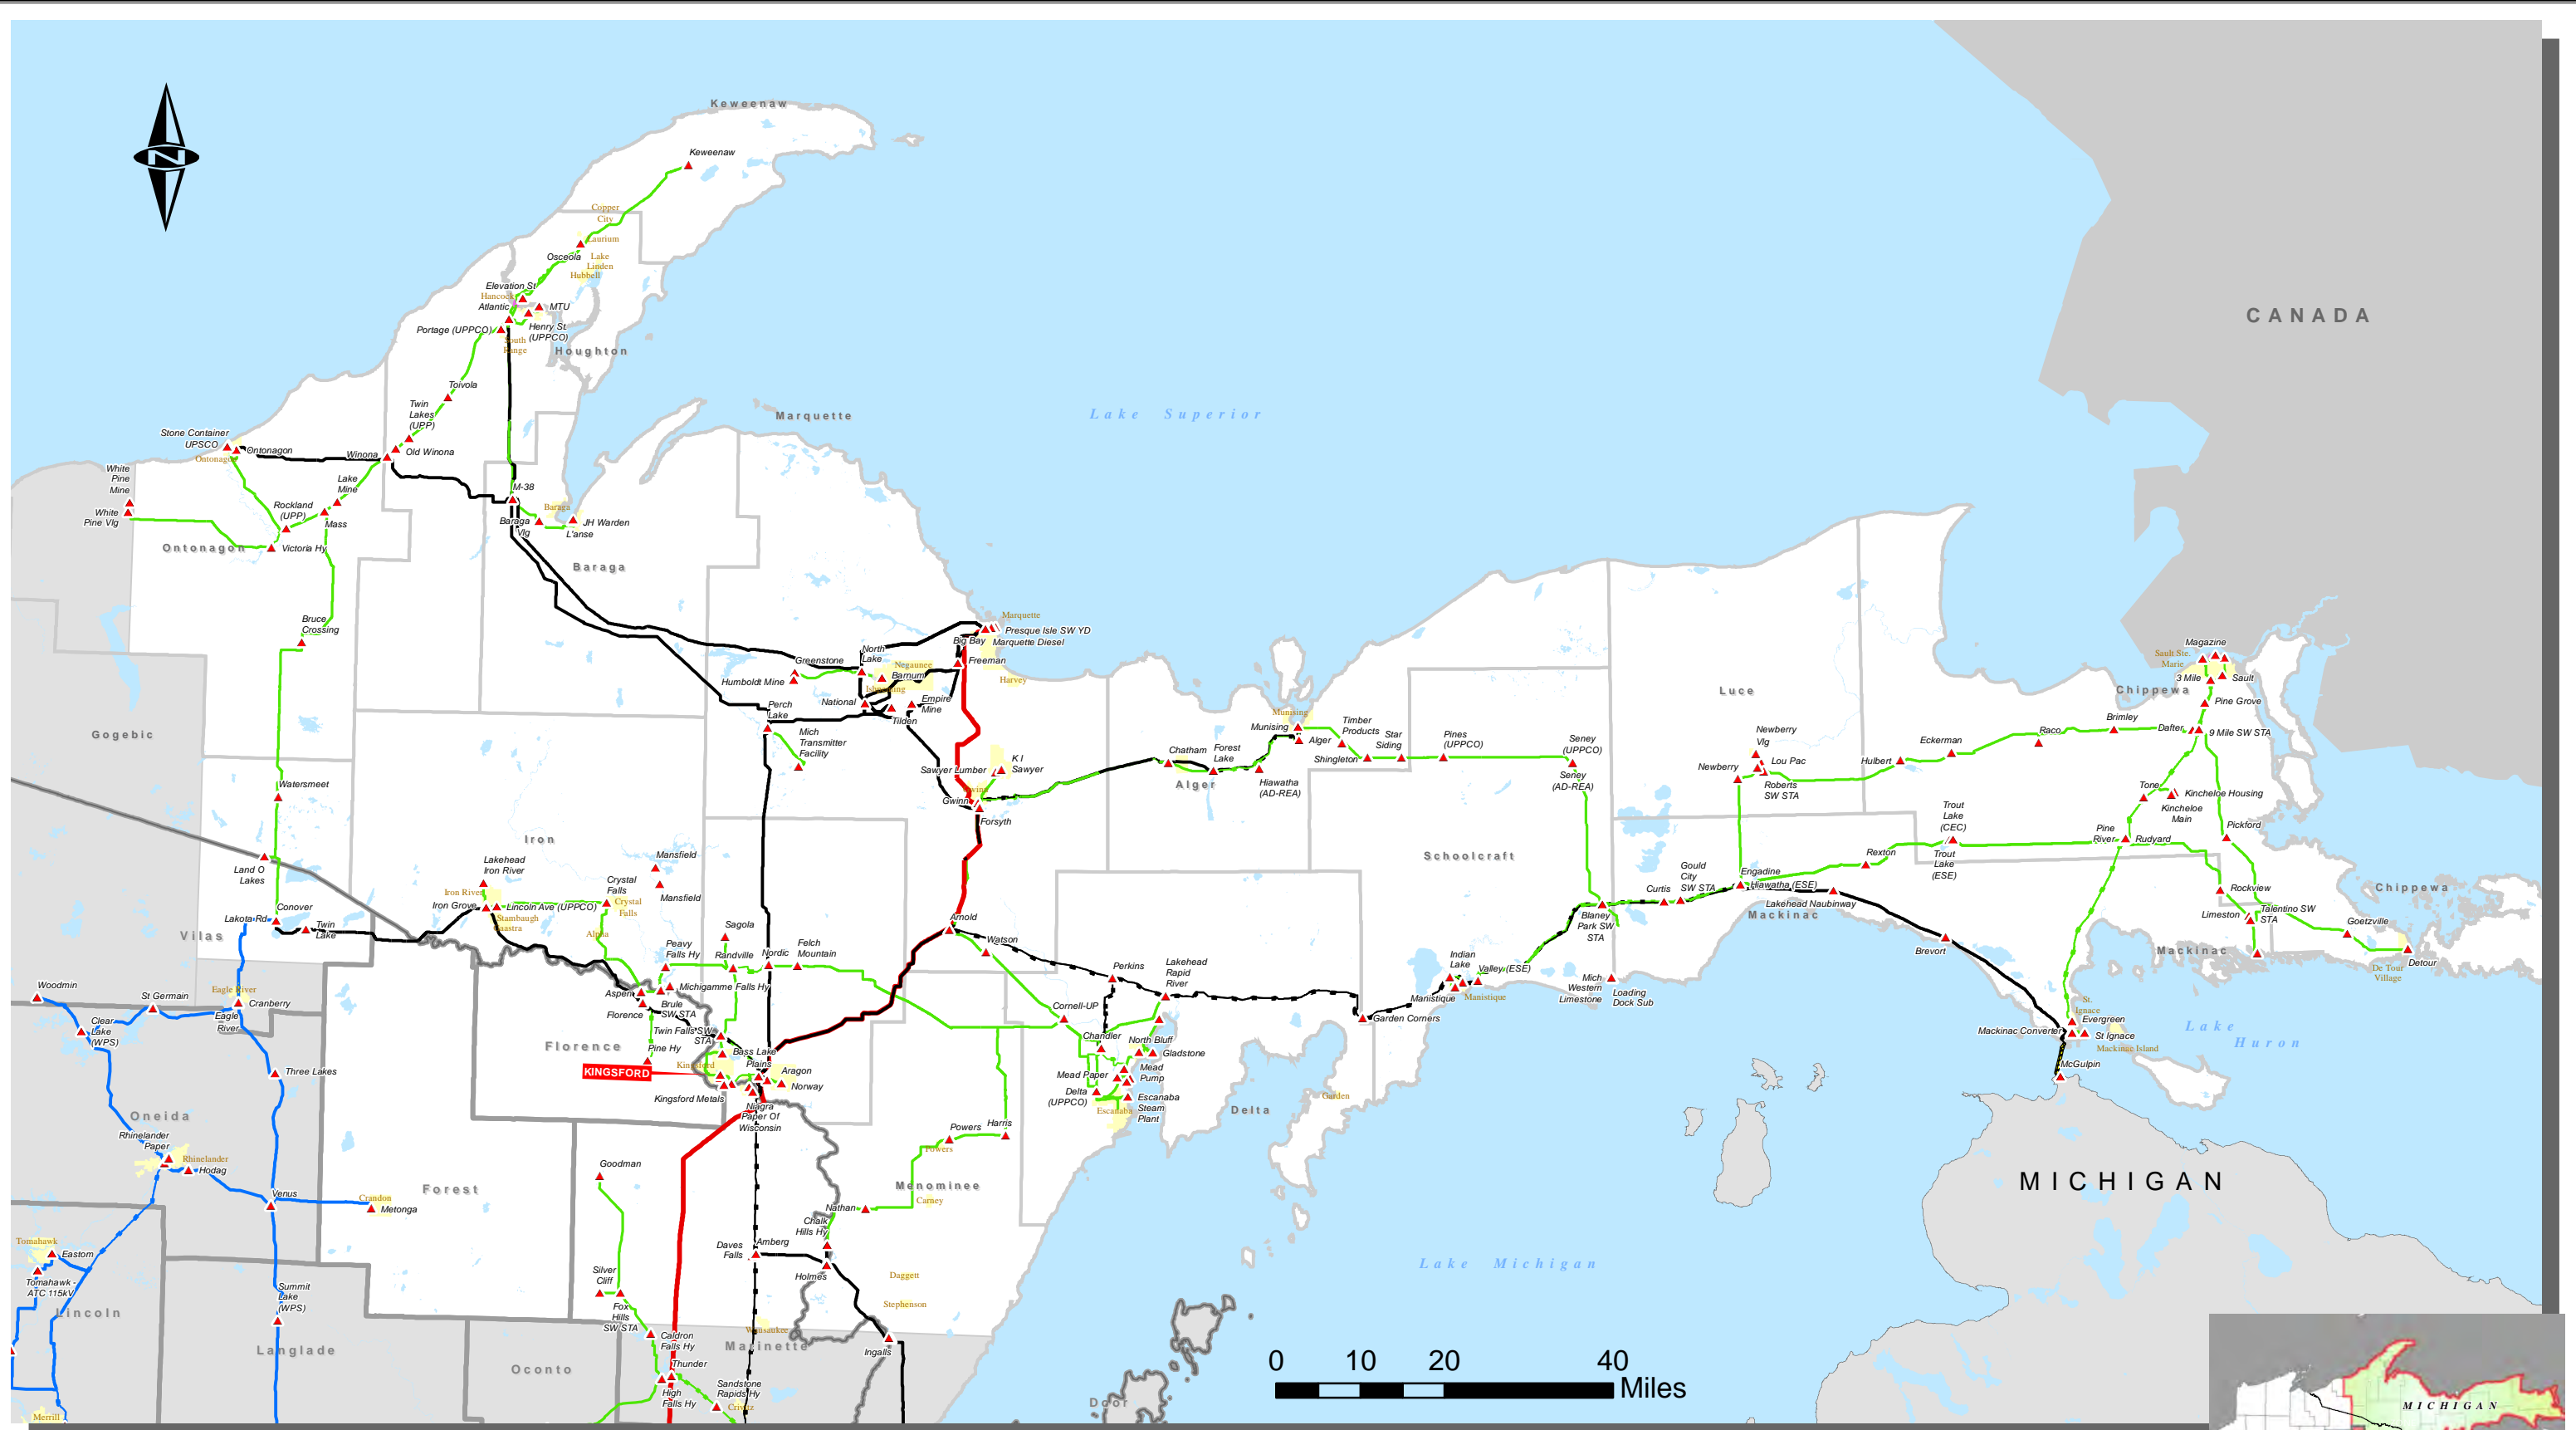 Keweenaw
N
Keweenaw
Copper
City
Laurium
Osceola
Lake
Linden
Hubbell
Elevation St
Hancock
Atlantic
MTU
Portage (UPPCO)
Henry St.
(UPPCO)
South
Range
Houghton
CANADA
Toivola
Twin
Lakes
(UPP)
Marquette
Lake Superior
Stone Container
UPSCO
Ontonagon
Ontonagon
Winona
Old Winona
White
Pine
Mine
White
Pine Vlg
Lake
Mine
Rockland
(UPP)
Mass
M-38
Baraga
Baraga
Vlg
JH Warden
L'anse
Ontonagon
Victoria Hy
Baraga
Bruce
Crossing
Marquette
Presque Isle SW YD
Big Bay
Marquette Diesel
North
Lake
Greenstone
Negaunee
Freeman
Humboldt Mine
Barnum
Ishpeming
Harvey
National
Empire
Mine
Tilden
Perch
Lake
Mich
Transmitter
Facility
Gogebic
K I
Sawyer
Sawyer Lumber
Gwinn
Gwinn
Forsyth
Chatham
Forest
Lake
Munising
Munising
Alger
Hiawatha
(AD-REA)
Alger
Timber
Products
Shingleton
Star
Siding
Pines
(UPPCO)
Seney
(UPPCO)
Seney
(AD-REA)
Luce
Newberry
Vlg
Newberry
Lou Pac
Roberts
SW STA
Hulbert
Eckerman
Raco
Brimley
Chippewa
Magazine
Sault Ste.
Marie
3 Mile
Sault
Pine Grove
Dafter
9 Mile SW STA
Tone
Kincheloe Housing
Kincheloe
Main
Pickford
Pine
River
Rudyard
Trout
Lake
(CEC)
Trout
Lake
(ESE)
Rexton
Watersmeet
Iron
Schoolcraft
Land O
Lakes
Lakehead
Iron River
Iron River
Iron Grove
Lincoln Ave (UPPCO)
Stambaugh
Caastra
Crystal
Falls
Crystal
Falls
Alpha
Mansfield
Mansfield
Gould
City
SW STA
Curtis
Engadine
Hiawatha (ESE)
Lakehead Naubinway
Mackinac
Blaney
Park SW
STA
Rockview
Limeston
Talentino SW
STA
Chippewa
Goetzville
Detour
De Tour
Village
Mackinac
Brevort
Conover
Lakota Rd
Twin
Lake
Vilas
Sagola
Arnold
Watson
Peavy
Falls Hy
Randville
Nordic
Felch
Mountain
Perkins
Lakehead
Rapid
River
Indian
Lake
Valley (ESE)
Manistique
Manistique
Mich
Western
Limestone
Loading
Dock Sub
Woodmin
St Germain
Eagle River
Cranberry
Eagle
River
Clear
Lake
(WPS)
Aspen
Michigamme Falls Hy
Brule
SW STA
Florence
Twin Falls SW
STA
Cornell-UP
Garden Corners
St.
Ignace
Evergreen
Mackinac Converter
St Ignace
Mackinac Island
Lake
Huron
McGulpin
Florence
Pine Hy
Bass Lake
Plains
Kingsford
KINGSFORD
Aragon
Norway
Kingsford Metals
Niagra
Paper Of
Wisconsin
Chandler
North Bluff
Gladstone
Mead Paper
Mead
Pump
Delta
(UPPCO)
Escanaba
Steam
Plant
Escanaba
Delta
Garden
Three Lakes
Oneida
Rhinelander
Paper
Rhinelander
Hodag
Powers
Harris
Powers
Goodman
Menominee
Carney
MICHIGAN
Venus
Crandon
Metonga
Forest
Nathan
Chalk
Hills Hy
Tomahawk
Eastom
Tomahawk -
ATC 115kV
Daves
Falls
Amberg
Holmes
Daggett
Stephenson
Lake Michigan
Silver
Cliff
Fox
Hills
SW STA
Summit
Lake
(WPS)
Lincoln
Langlade
Oconto
Caldron
Falls Hy
Wausaukee
Marinette
Ingalls
Thunder
High
Falls Hy
Sandstone
Rapids Hy
Crivitz
Merrill
Door
0 10 20 40
Miles
MICHIGAN